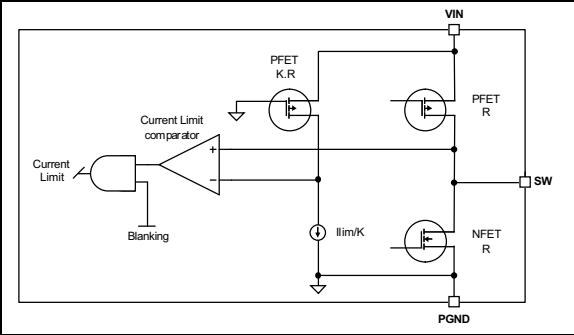 VIN
PFET
K.R
PFET
R
Current Limit
comparator
+
−
Current
Limit
Blanking
SW
Ilim/K
NFET
R
PGND